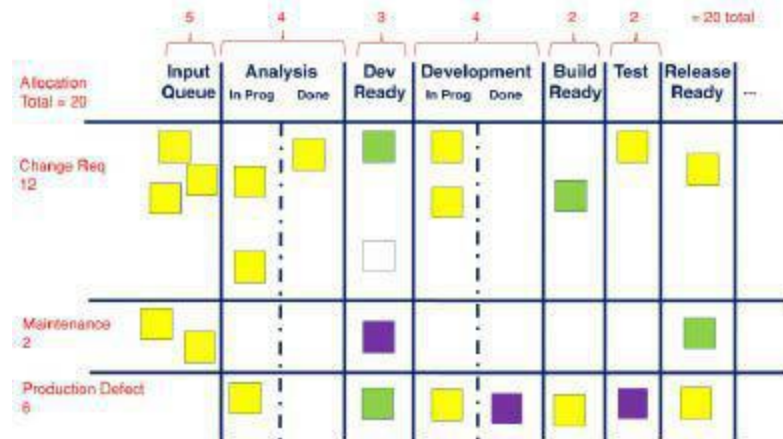 5 4 3 4 2 2 = 20 total
Allocation
Total = 20
Input
Queue
Analysis
In Prog Done
Dev
Ready
Development
In Prog Done
Build
Ready
Test
Release
Ready
...
Change Req
12
Maintenance
2
Production Defect
6